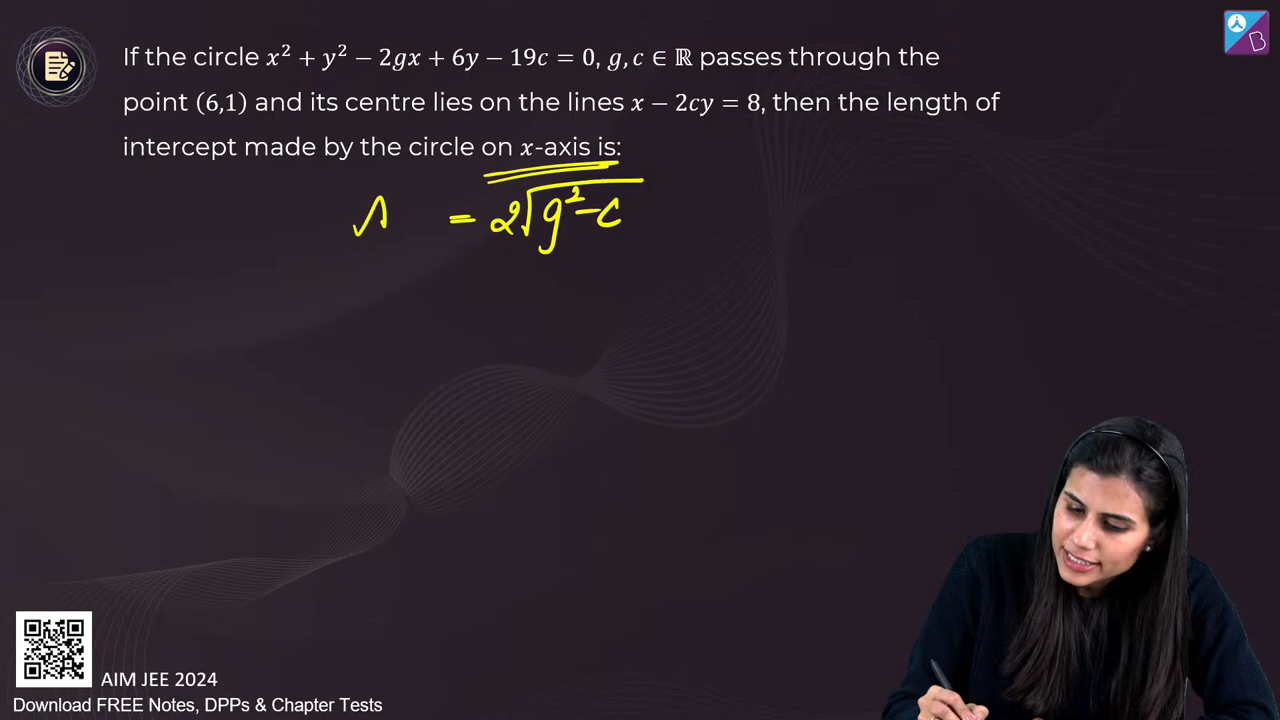 If the circle x² + y² − 2gx + 6y − 19c = 0, g, c ∈ ℝ passes through the
point (6,1) and its centre lies on the lines x − 2cy = 8, then the length of
intercept made by the circle on x-axis is:
= 2√g²−c
AIM JEE 2024
Download FREE Notes, DPPs & Chapter Tests